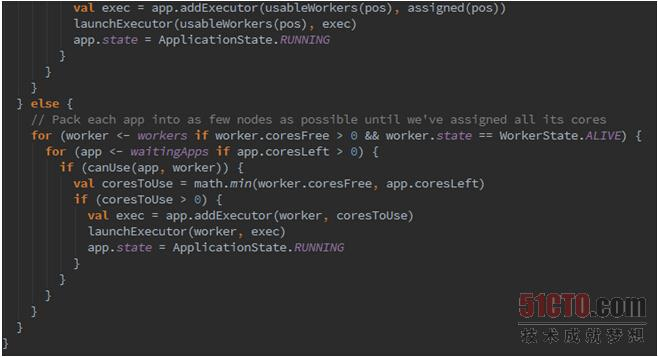 val exec = app.addExecutor(usableWorkers(pos), assigned(pos))
        launchExecutor(usableWorkers(pos), exec)
        app.state = ApplicationState.RUNNING
      }
    }
  }
} else {
  // Pack each app into as few nodes as possible until we've assigned all its cores
  for (worker <- workers if worker.coresFree > 0 && worker.state == WorkerState.ALIVE) {
    for (app <- waitingApps if app.coresLeft > 0) {
      if (canUse(app, worker)) {
        val coresToUse = math.min(worker.coresFree, app.coresLeft)
        if (coresToUse > 0) {
          val exec = app.addExecutor(worker, coresToUse)
          launchExecutor(worker, exec)
          app.state = ApplicationState.RUNNING
        }
      }
    }
  }
}
}
51CTO.com
技术成就梦想